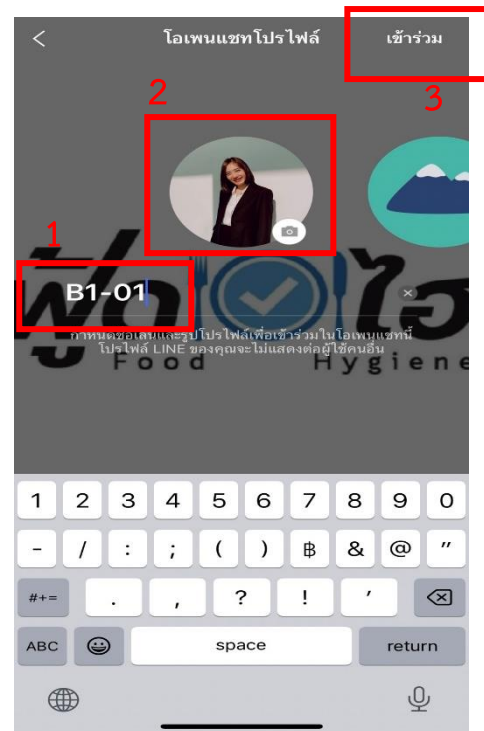 โอเพนแชทโปรไฟล์
เข้าร่วม
2
3
1
B1-01
ฟู้ด ไฮ
กำหนดชื่อเล่นและรูปโปรไฟล์เพื่อเข้าร่วมในโอเพนแชทนี้
โปรไฟล์ LINE ของคุณจะไม่แสดงต่อผู้ใช้คนอื่น
Food Hygiene
1 2 3 4 5 6 7 8 9 0
- / : ; ( ) ฿ & @ "
#+= . , ? ! '
ABC space return